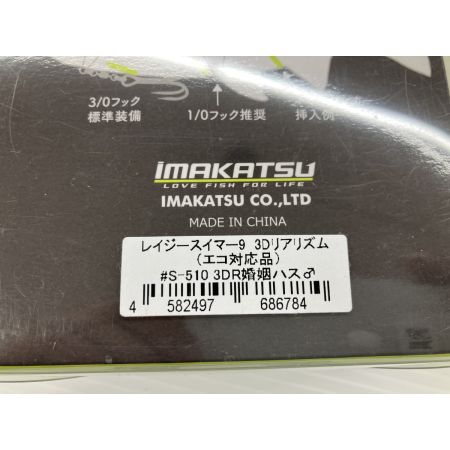 3/0フック
標準装備
1/0フック推奨
挿入例
IMAKATSU
LOVE FISH FOR LIFE
IMAKATSU CO.,LTD
MADE IN CHINA
レイジースイマー9 3Dリアリズム
(エコ対応品)
#S-510 3DR婚姻ハス♂
4 582497 686784